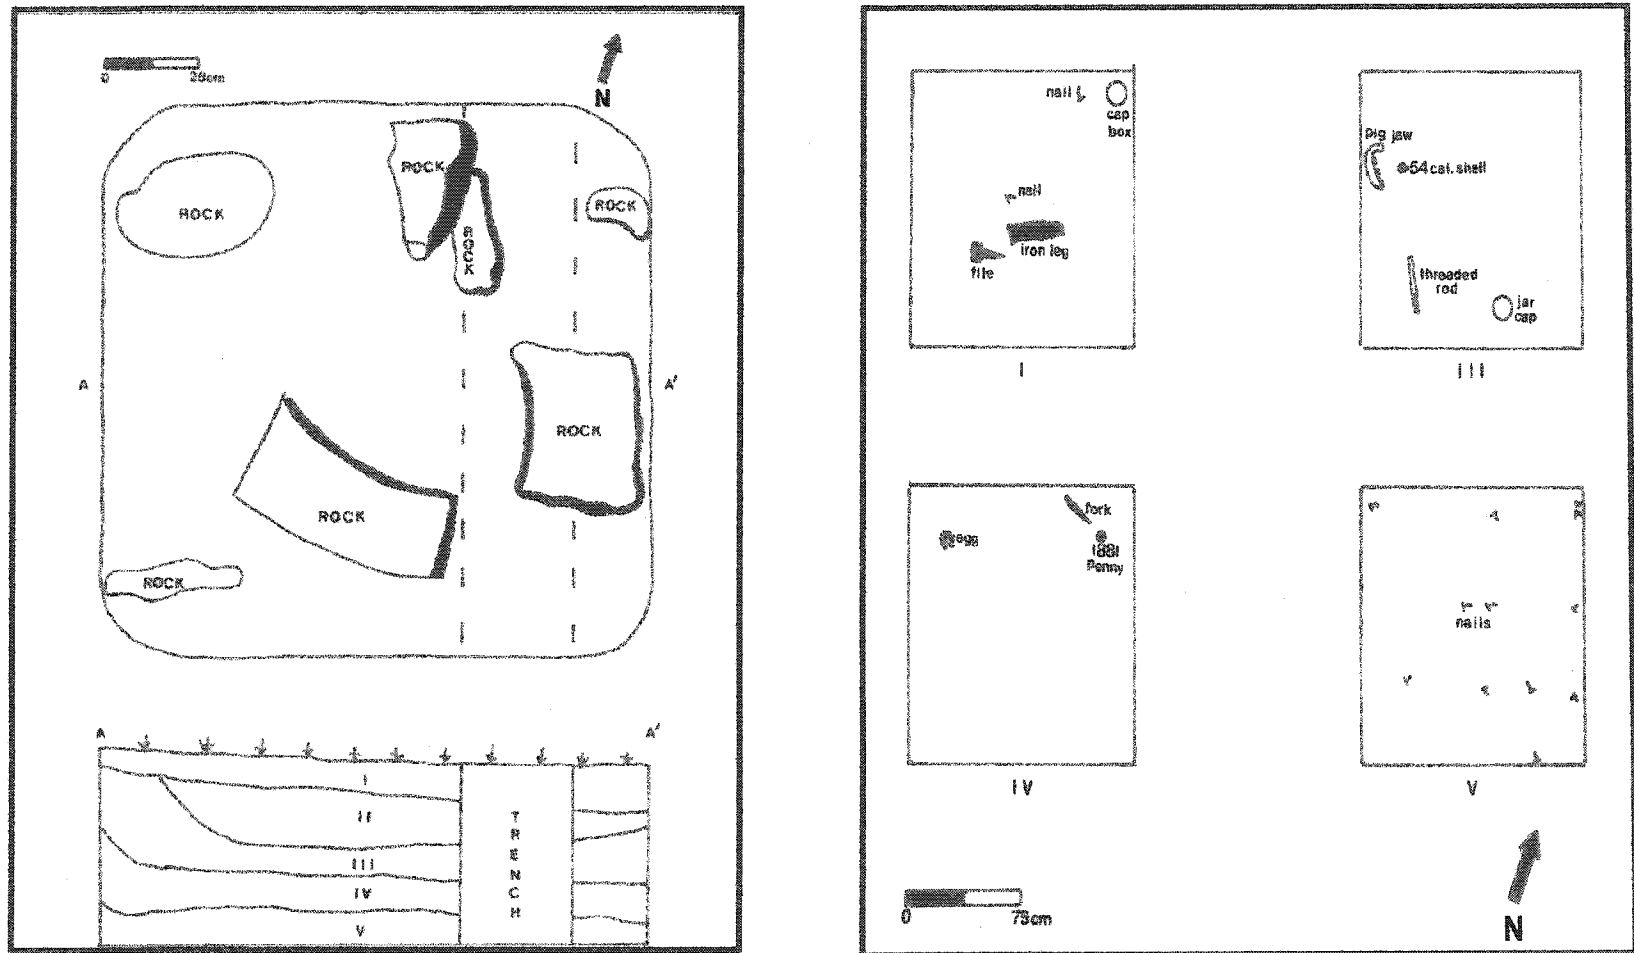 0 25cm
N
ROCK
ROCK
ROCK
ROCK
A
A'
ROCK
ROCK
ROCK
A
A'
I
II
III
IV
V
TRENCH
nail
cap
box
nail
iron leg
file
I
pig jaw
54 cal. shell
threaded
rod
jar
cap
III
egg
fork
1881
Penny
IV
nails
V
0 75cm
N